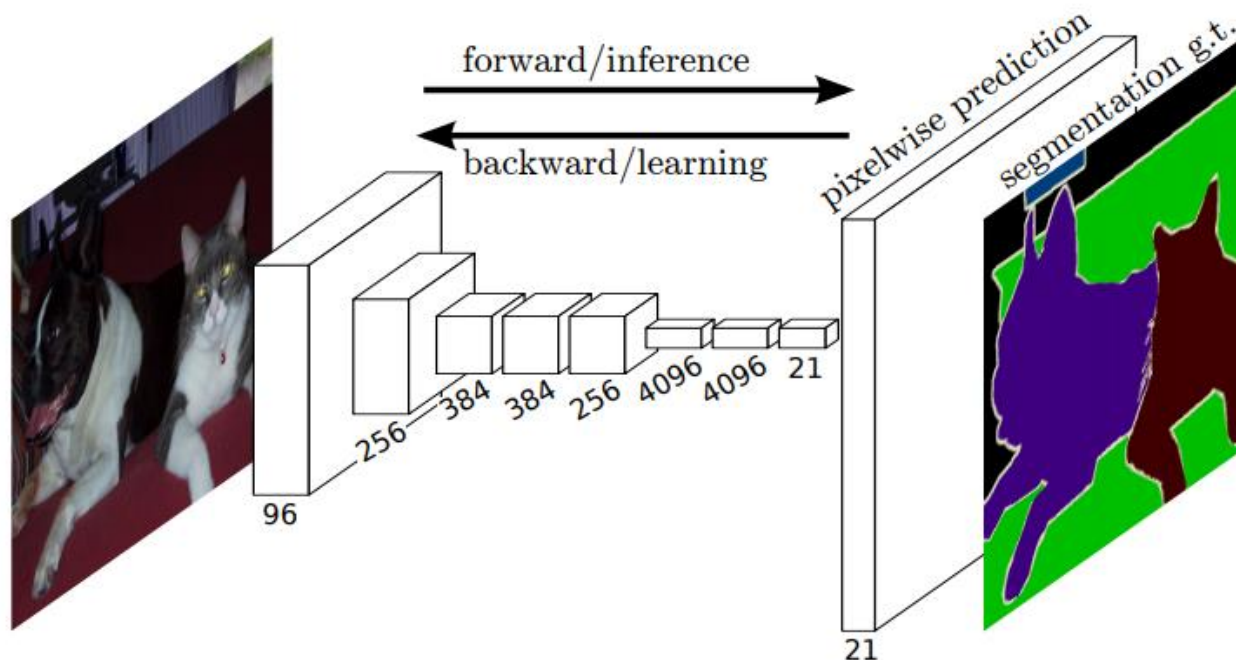 forward/inference
backward/learning
pixelwise prediction
segmentation g.t.
96
256
384
384
256
4096
4096
21
21